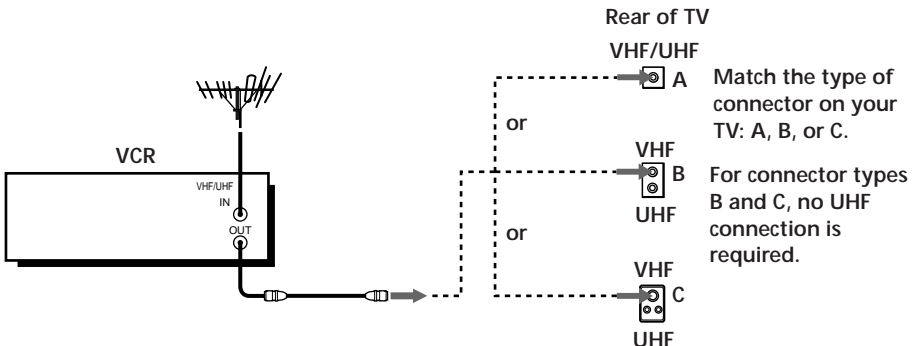 Rear of TV
VHF/UHF
A
Match the type of
connector on your
TV: A, B, or C.
or
VCR
VHF
B
For connector types
B and C, no UHF
connection is
required.
VHF/UHF
IN
UHF
OUT
or
VHF
C
UHF